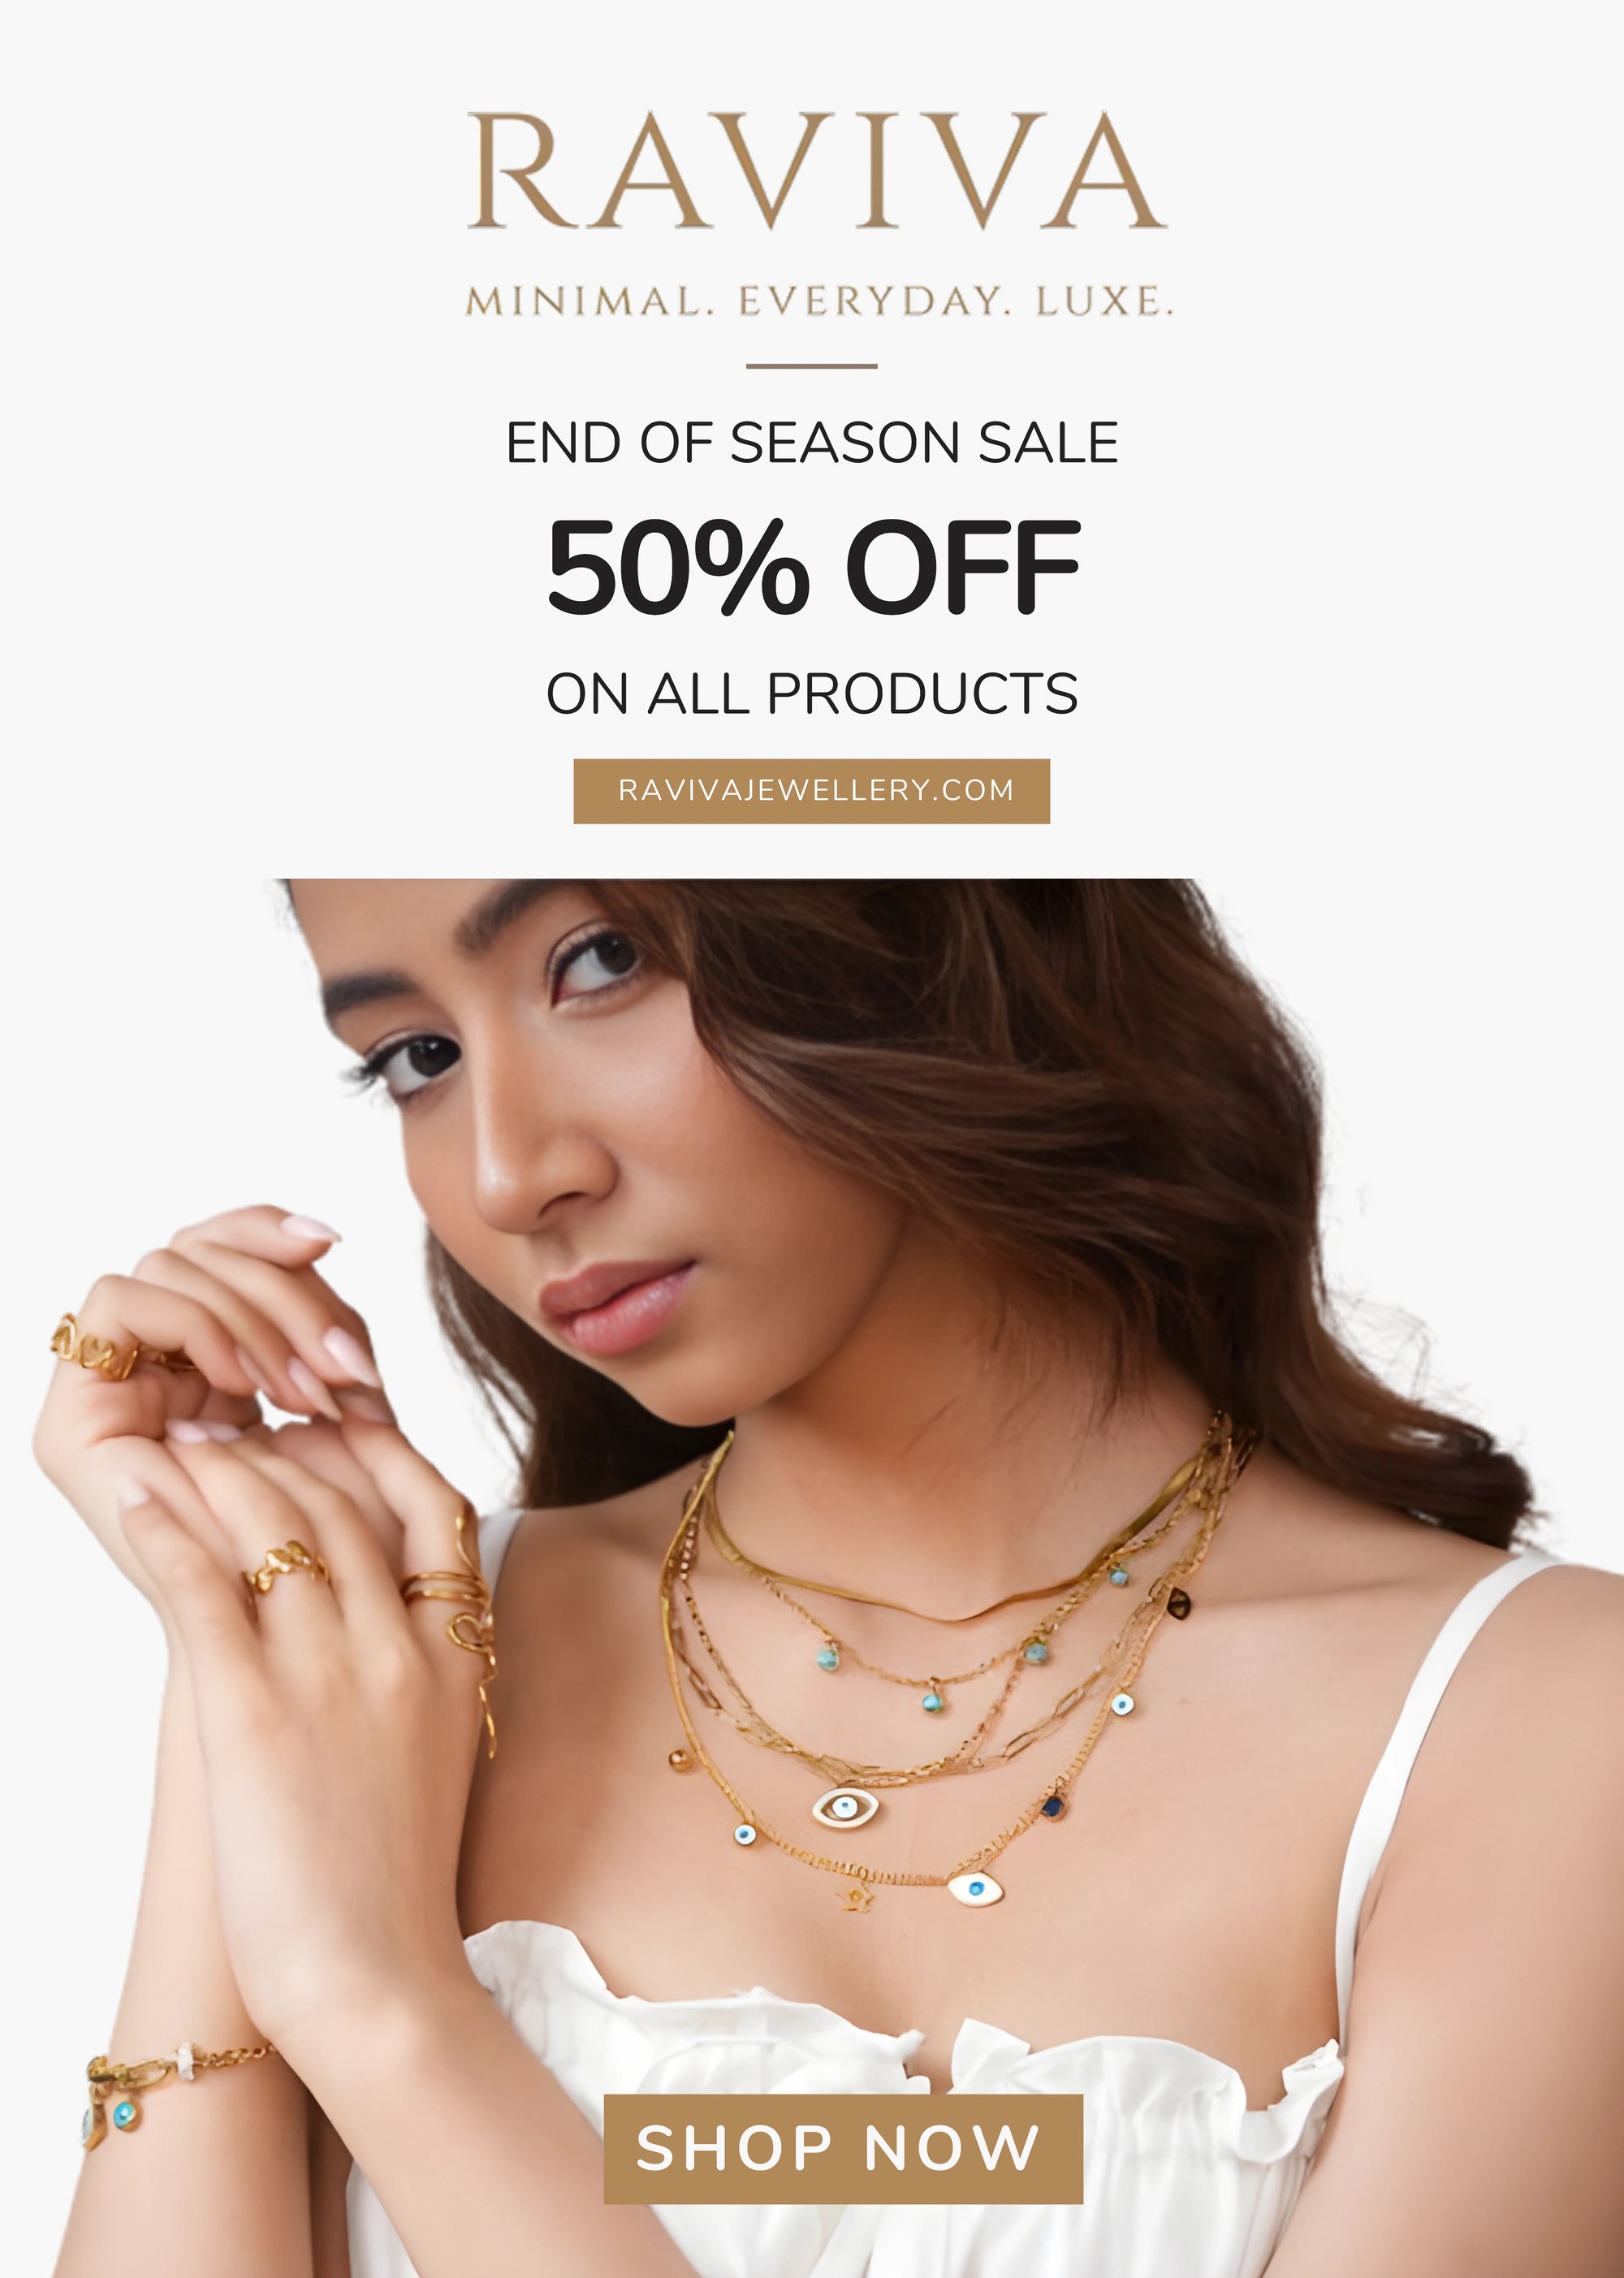 RAVIVA
MINIMAL. EVERYDAY. LUXE.
END OF SEASON SALE
50% OFF
ON ALL PRODUCTS
RAVIVAJEWELLERY.COM
SHOP NOW